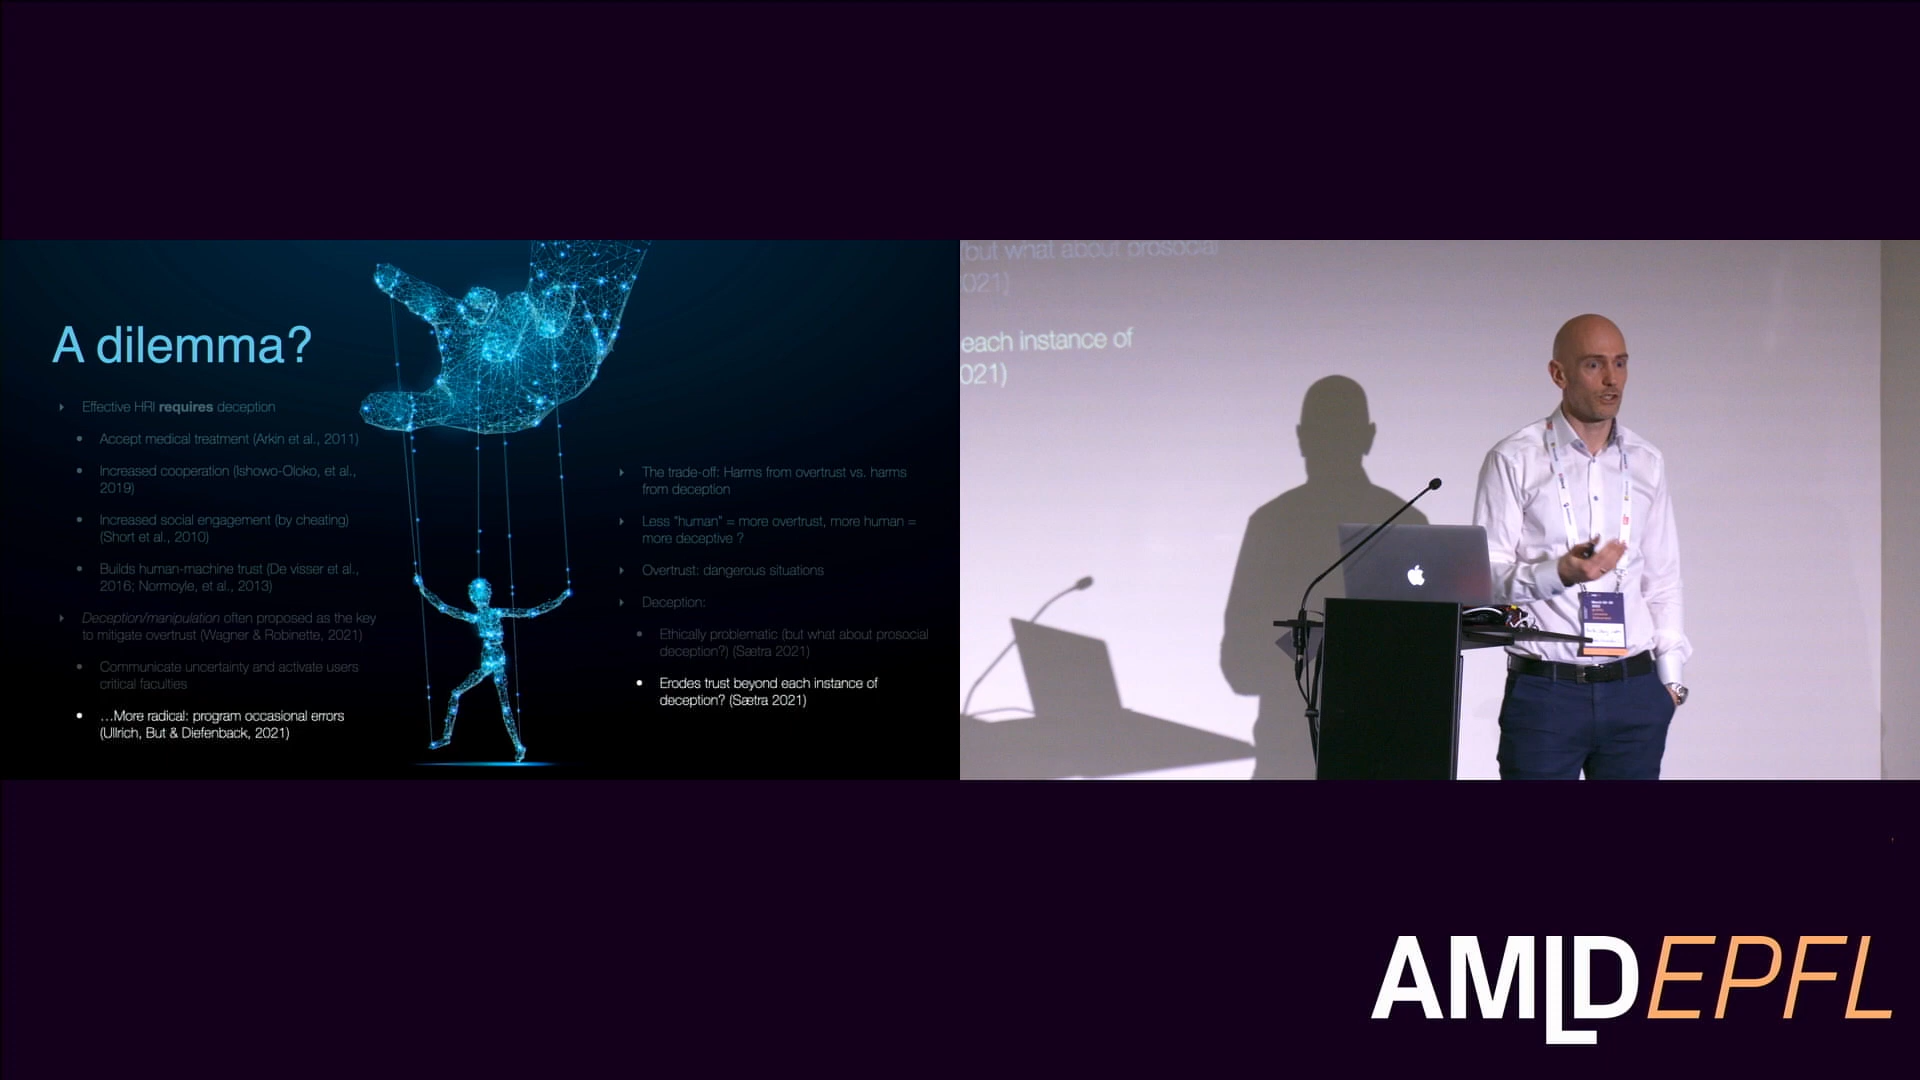 A dilemma?
Effective HRI requires deception
Accept medical treatment (Arkin et al., 2011)
Increased cooperation (Ishowo-Oloko, et al.,
2019)
Increased social engagement (by cheating)
(Short et al., 2010)
Builds human-machine trust (De visser et al.,
2016; Normoyle, et al., 2013)
Deception/manipulation often proposed as the key
to mitigate overtrust (Wagner & Robinette, 2021)
Communicate uncertainty and activate users
critical faculties
...More radical: program occasional errors
(Ullrich, But & Diefenback, 2021)
The trade-off: Harms from overtrust vs. harms
from deception
Less "human" = more overtrust, more human =
more deceptive ?
Overtrust: dangerous situations
Deception:
Ethically problematic (but what about prosocial
deception?) (Sætra 2021)
Erodes trust beyond each instance of
deception? (Sætra 2021)
but what about prosocial
021)
each instance of
021)
AMLDEPFL